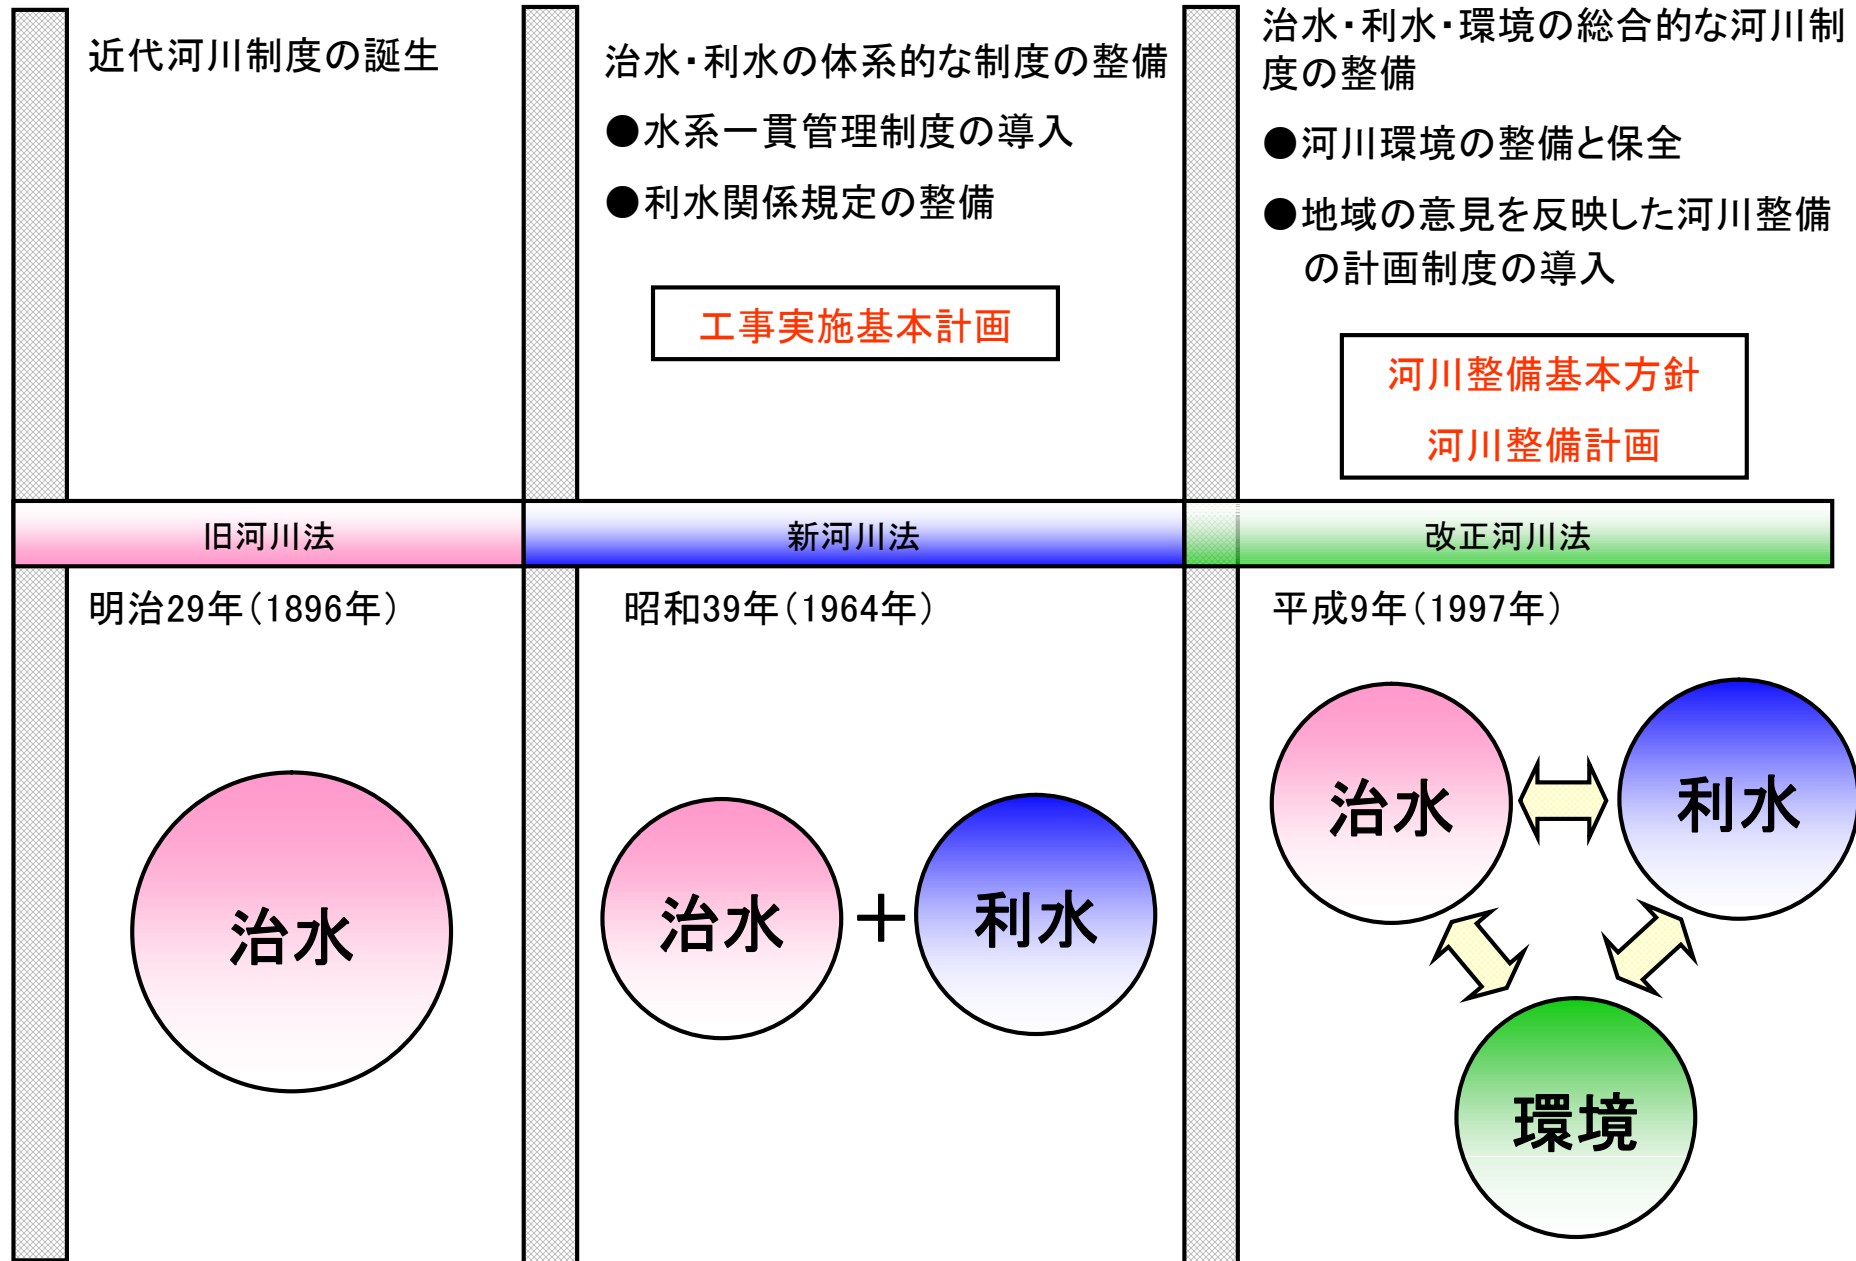 近代河川制度の誕生
治水・利水の体系的な制度の整備
●水系一貫管理制度の導入
●利水関係規定の整備
工事実施基本計画
治水・利水・環境の総合的な河川制
度の整備
●河川環境の整備と保全
●地域の意見を反映した河川整備
の計画制度の導入
河川整備基本方針
河川整備計画
旧河川法
新河川法
改正河川法
明治29年(1896年)
昭和39年(1964年)
平成9年(1997年)
治水
治水
+
利水
治水
利水
環境